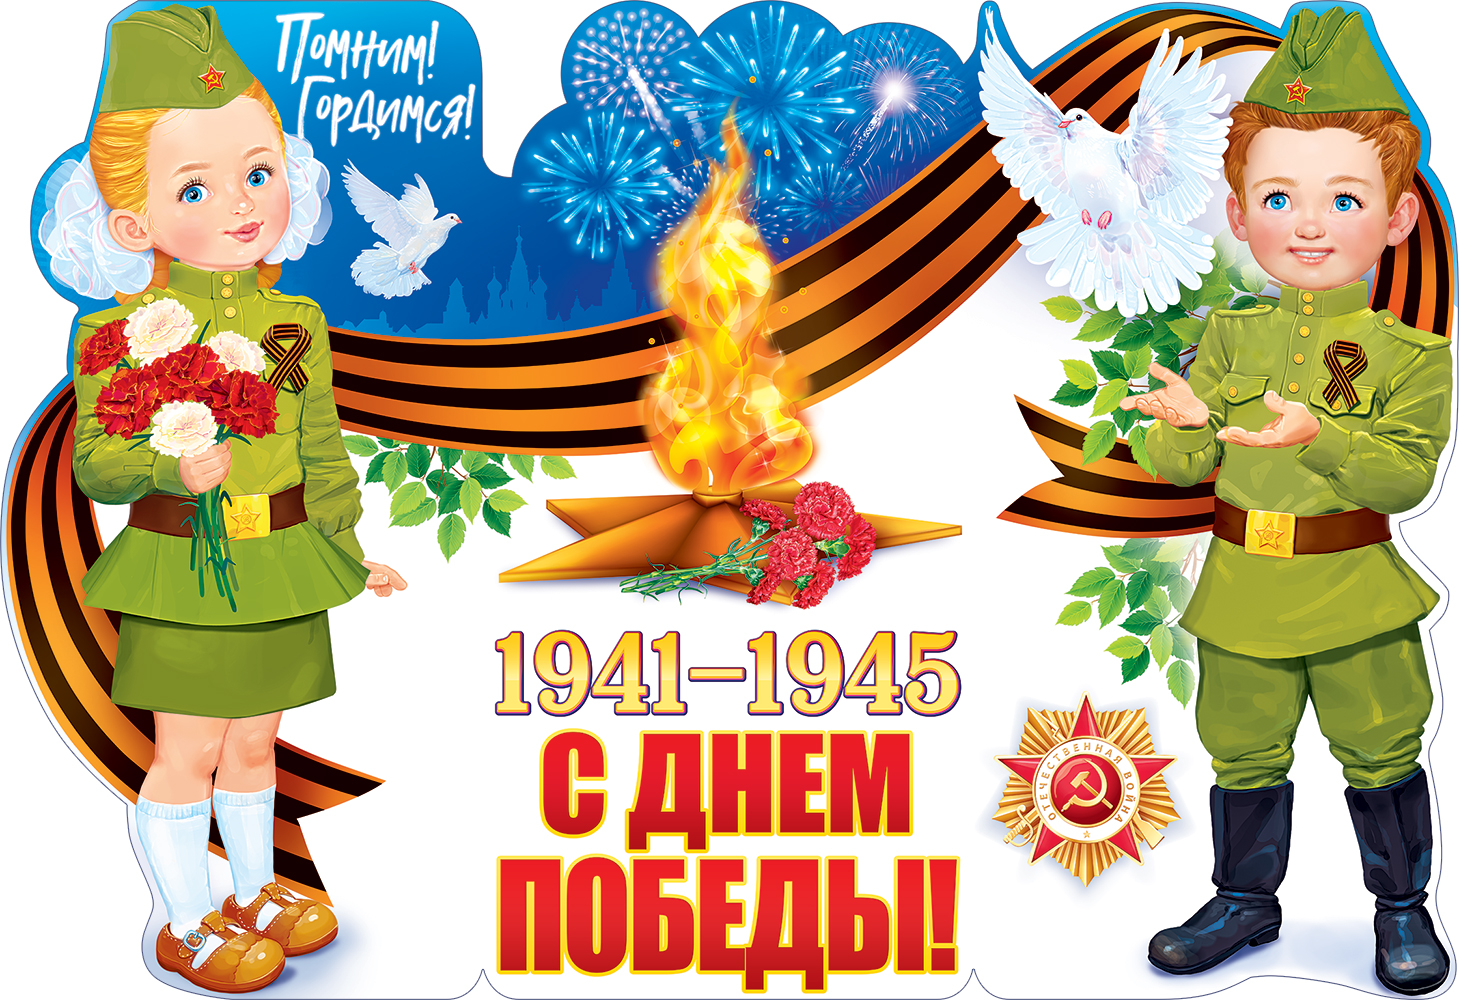 Помним!
Гордимся!
1941–1945
С ДНЕМ
ПОБЕДЫ!
ОТЕЧЕСТВЕННАЯ ВОЙНА